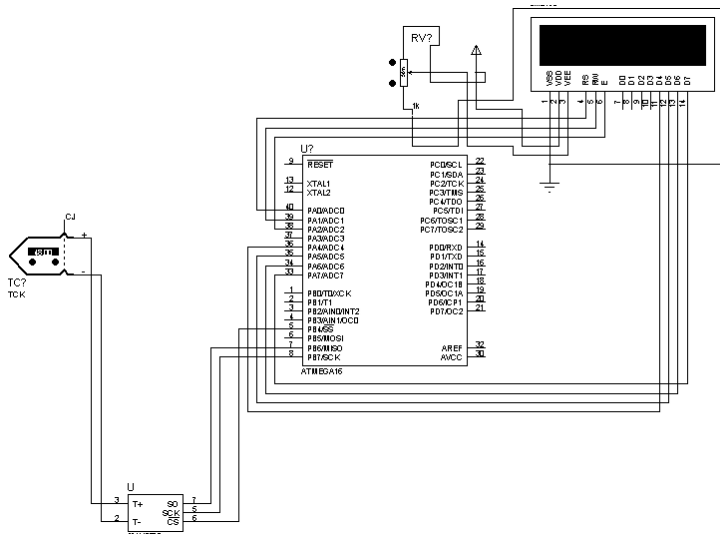 RV?
1k
VSS VDD VEE RS RW E D0 D1 D2 D3 D4 D5 D6 D7
1 2 3 4 5 6 7 8 9 10 11 12 13 14
U?
9 RESET PC0/SCL 22
PC1/SDA 23
13 XTAL1 PC2/TCK 24
12 XTAL2 PC3/TMS 25
PC4/TDO 26
40 PA0/ADC0 PC5/TDI 27
39 PA1/ADC1 PC6/TOSC1 28
38 PA2/ADC2 PC7/TOSC2 29
37 PA3/ADC3
36 PA4/ADC4 PD0/RXD 14
35 PA5/ADC5 PD1/TXD 15
34 PA6/ADC6 PD2/INT0 16
33 PA7/ADC7 PD3/INT1 17
PD4/OC1B 18
1 PB0/T0/XCK PD5/OC1A 19
2 PB1/T1 PD6/ICP1 20
3 PB2/AIN0/INT2 PD7/OC2 21
4 PB3/AIN1/OC0
5 PB4/SS
6 PB5/MOSI
7 PB6/MISO AREF 32
8 PB7/SCK AVCC 30
ATMEGA16
CJ
+
-
TC?
TCK
U
3 T+ SO 7
SCK 5
2 T- CS 6